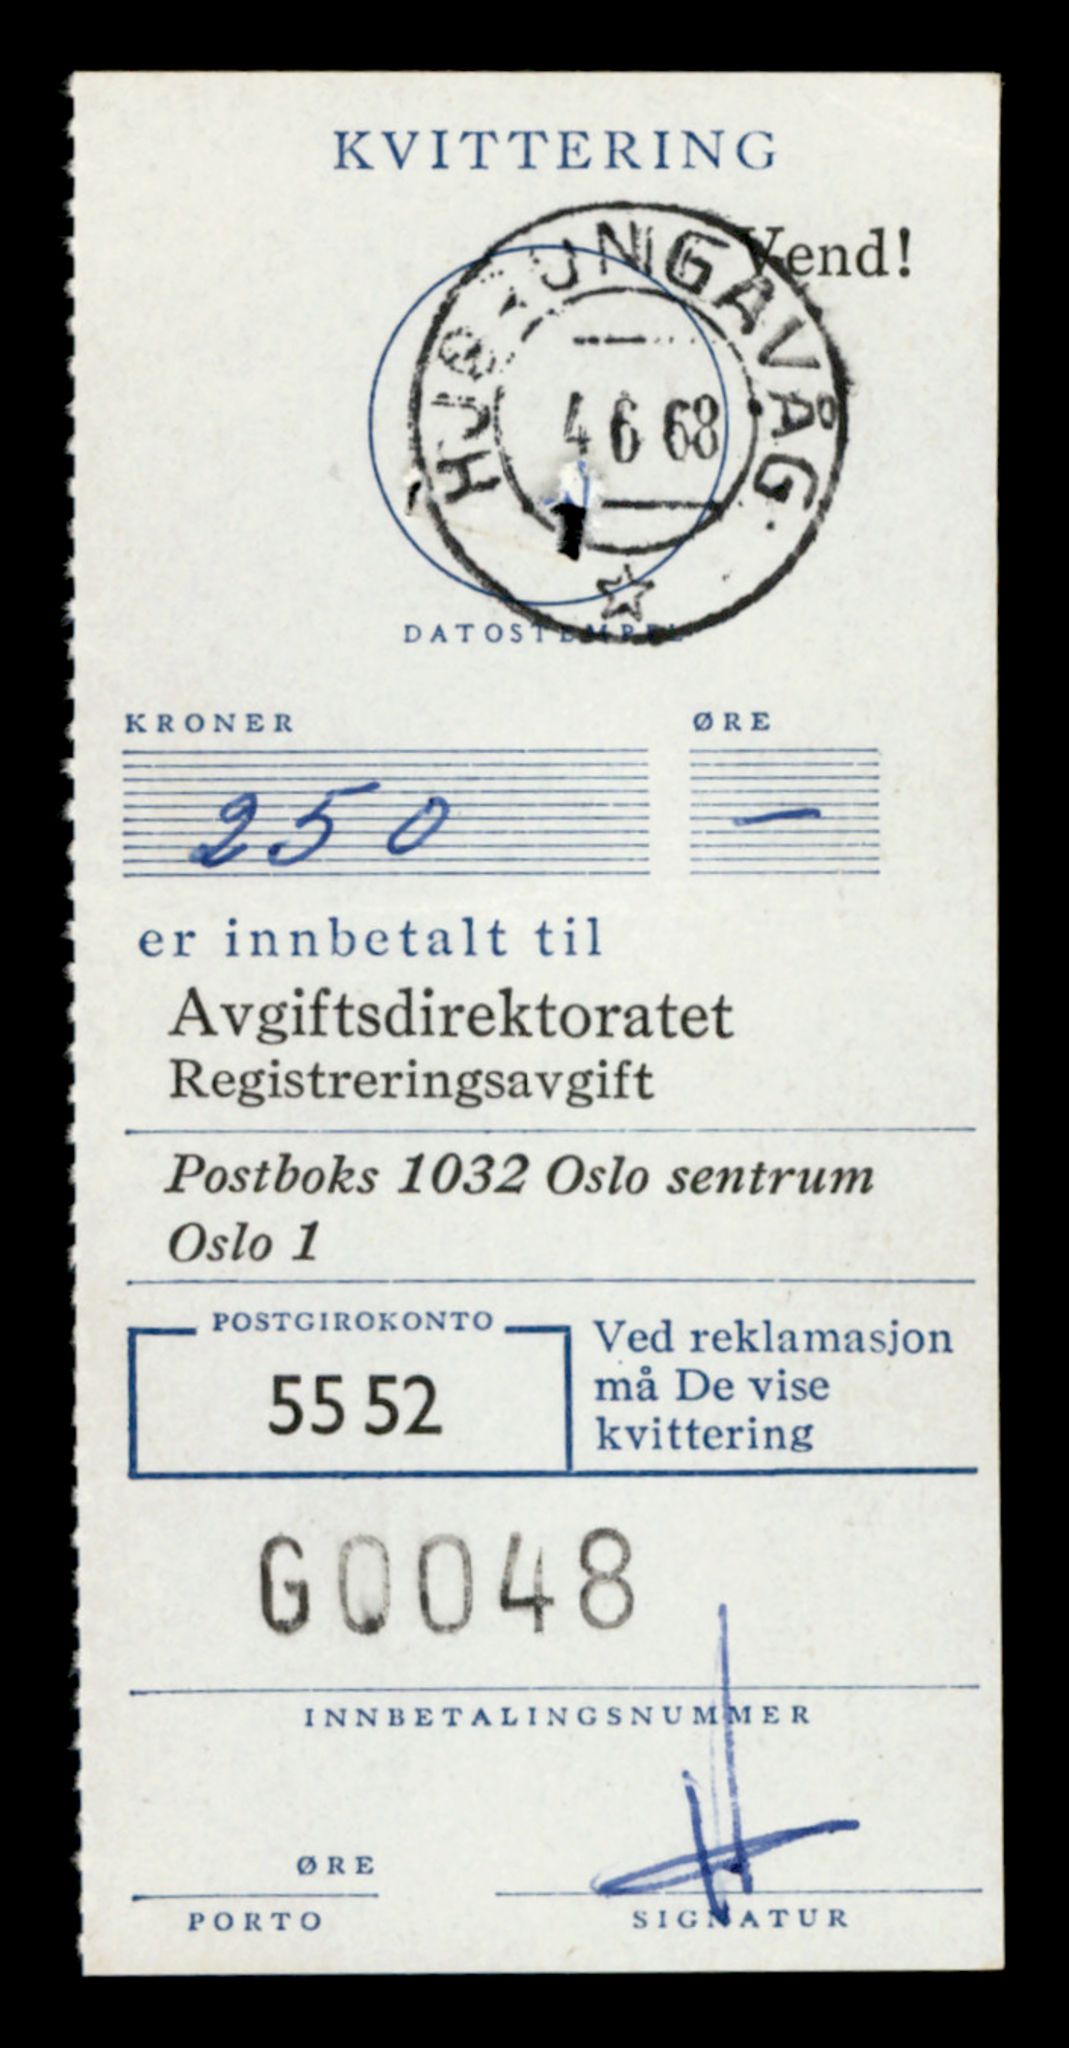 KVITTERING
Vend!
HJØRUNGAVÅG
4 6 68
DATOSTEMPEL
KRONER ØRE
250 —
er innbetalt til
Avgiftsdirektoratet
Registreringsavgift
Postboks 1032 Oslo sentrum
Oslo 1
POSTGIROKONTO
55 52
Ved reklamasjon
må De vise
kvittering
G0048
INNBETALINGSNUMMER
ØRE
PORTO
SIGNATUR